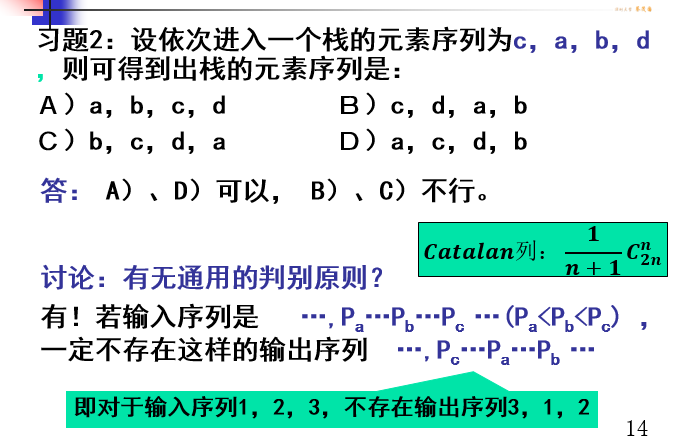 习题2：设依次进入一个栈的元素序列为c，a，b，d
，则可得到出栈的元素序列是：
A）a，b，c，d B）c，d，a，b
C）b，c，d，a D）a，c，d，b
答： A）、D）可以， B）、C）不行。
Catalan列： \frac{1}{n+1} C_{2n}^{n}
讨论：有无通用的判别原则？
有！若输入序列是 …,Pa…Pb…Pc …(Pa<Pb<Pc) ，
一定不存在这样的输出序列 …,Pc…Pa…Pb …
即对于输入序列1，2，3，不存在输出序列3，1，2
14